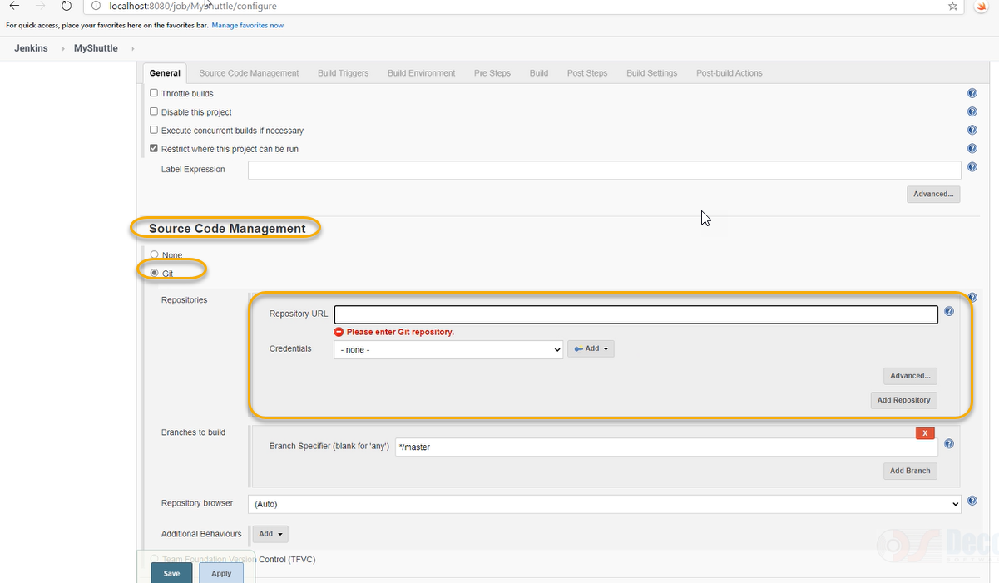 localhost:8080/job/MyShuttle/configure
For quick access, place your favorites here on the favorites bar. Manage favorites now
Jenkins MyShuttle
General Source Code Management Build Triggers Build Environment Pre Steps Build Post Steps Build Settings Post-build Actions
Throttle builds
Disable this project
Execute concurrent builds if necessary
Restrict where this project can be run
Label Expression
Advanced...
Source Code Management
None
Git
Repositories
Repository URL
Please enter Git repository.
Credentials - none - Add
Advanced...
Add Repository
Branches to build
X
Branch Specifier (blank for 'any') */master
Add Branch
Repository browser (Auto)
Additional Behaviours Add
Team Foundation Version Control (TFVC)
Save Apply